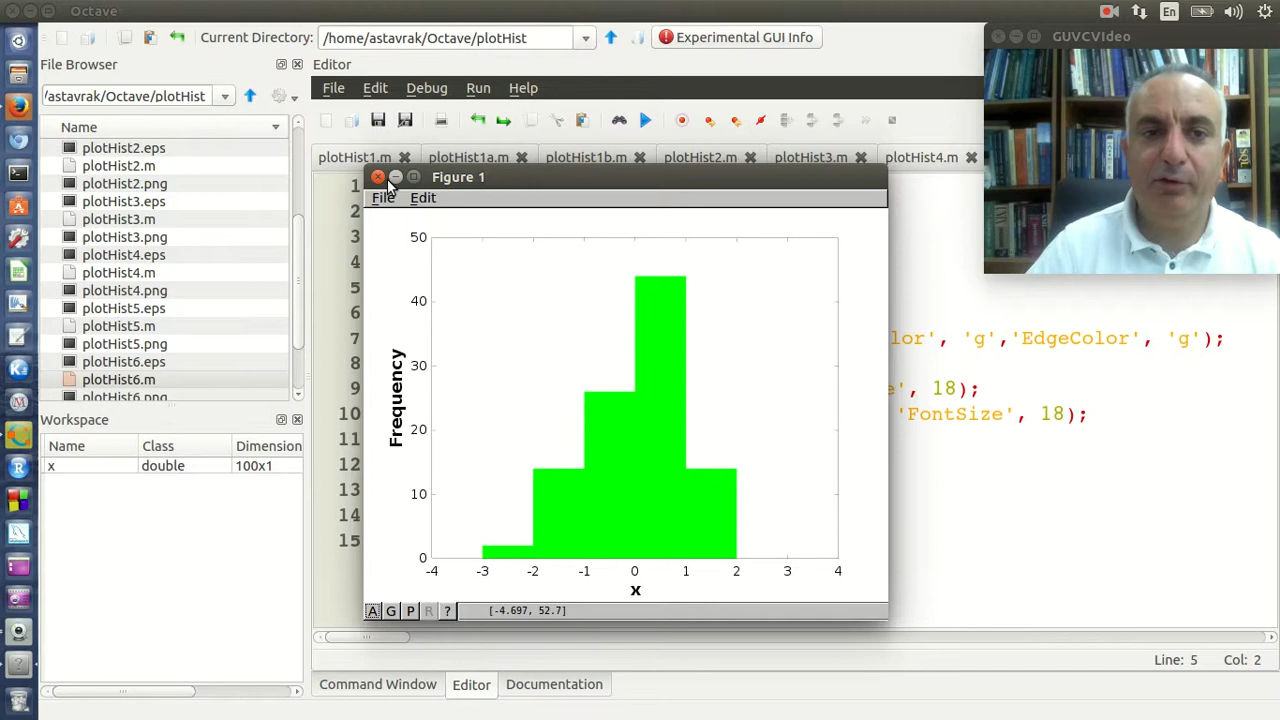 Octave
En
Current Directory:
/home/astavrak/Octave/plotHist
Experimental GUI Info
GUVCVIdeo
File Browser
Editor
/astavrak/Octave/plotHist
File Edit Debug Run Help
Name
plotHist1.m
plotHist1a.m
plotHist1b.m
plotHist2.m
plotHist3.m
plotHist4.m
plotHist2.eps
plotHist2.m
plotHist2.png
plotHist3.eps
plotHist3.m
plotHist3.png
plotHist4.eps
plotHist4.m
plotHist4.png
plotHist5.eps
plotHist5.m
plotHist5.png
plotHist6.eps
plotHist6.m
plotHist6.png
Workspace
Name Class Dimension
x double 100x1
1
2
3
4
5
6
7
lor', 'g','EdgeColor', 'g');
8
9
e', 18);
10
'FontSize', 18);
11
12
13
14
15
Figure 1
File Edit
50
40
30
20
10
0
Frequency
-4 -3 -2 -1 0 1 2 3 4
x
A G P R ?
[-4.697, 52.7]
Line: 5 Col: 2
Command Window
Editor
Documentation